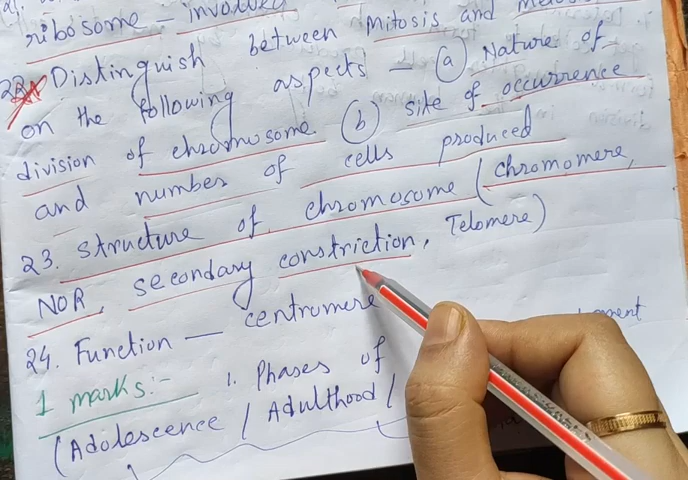 ribosome - involved
22. Distinguish between Mitosis and
on the following aspects - (a) Nature of
division of chromosome (b) site of occurrence
and number of cells produced
23. Structure of chromosome (chromomere,
NOR, secondary constriction, Telomere)
24. Function — centromere
1 marks:- 1. Phases of
(Adolescence / Adulthood /